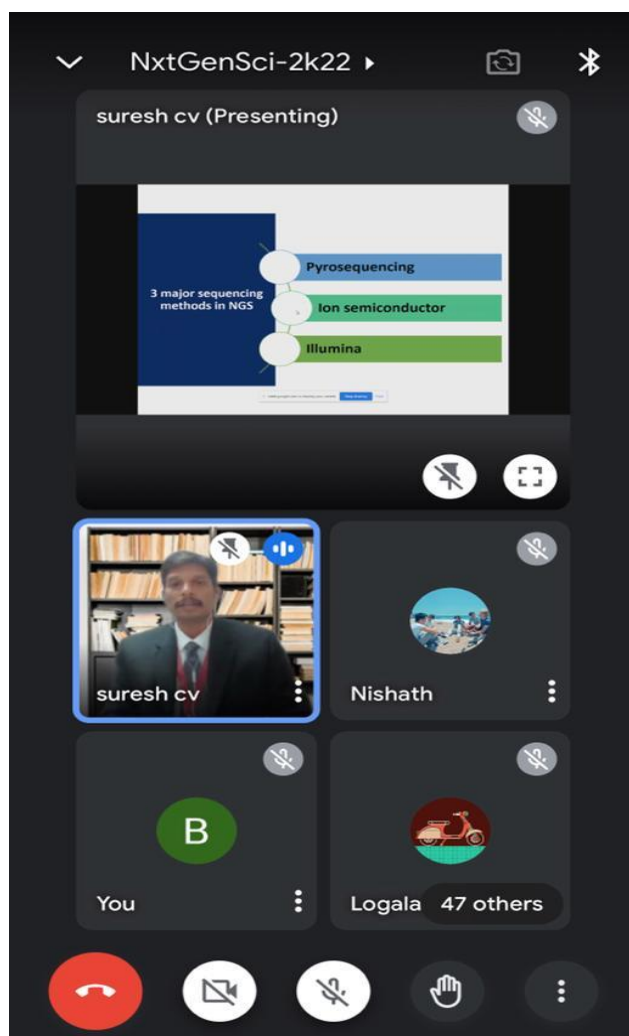 NxtGenSci-2k22
suresh cv (Presenting)
3 major sequencing
methods in NGS
Pyrosequencing
Ion semiconductor
Illumina
suresh cv
Nishath
B
You
Logala
47 others